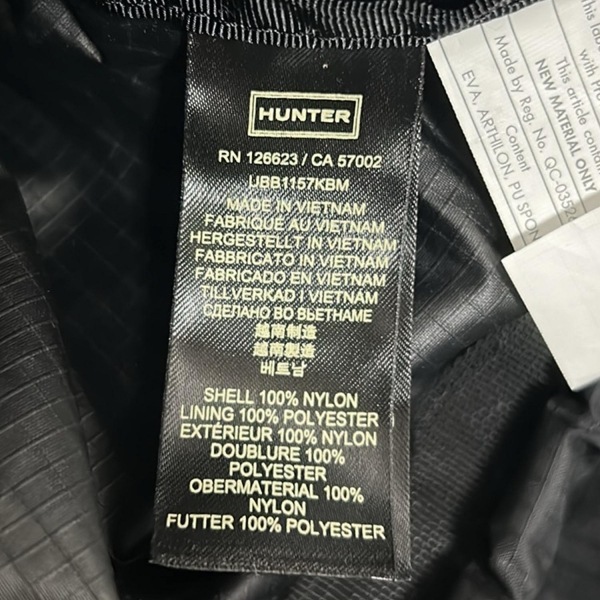 HUNTER
RN 126623 / CA 57002
UBB1157KBM
MADE IN VIETNAM
FABRIQUE AU VIETNAM
HERGESTELLT IN VIETNAM
FABBRICATO IN VIETNAM
FABRICADO EN VIETNAM
TILLVERKAD I VIETNAM
СДЕЛАНО ВО ВЬЕТНАМЕ
越南制造
越南製造
베트남
SHELL 100% NYLON
LINING 100% POLYESTER
EXTÉRIEUR 100% NYLON
DOUBLURE 100%
POLYESTER
OBERMATERIAL 100%
NYLON
FUTTER 100% POLYESTER
This article
NEW MATERIAL ONLY
Made by Reg. No. QC-0352
Content
EVA, ARTHILON, PU